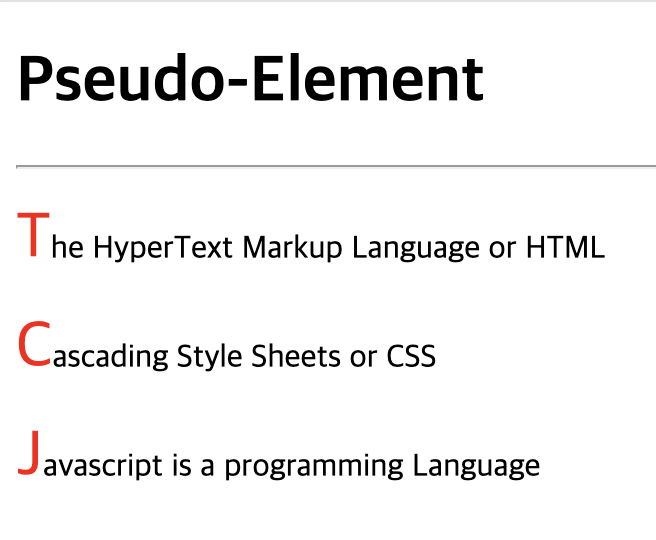 Pseudo-Element
The HyperText Markup Language or HTML
Cascading Style Sheets or CSS
Javascript is a programming Language